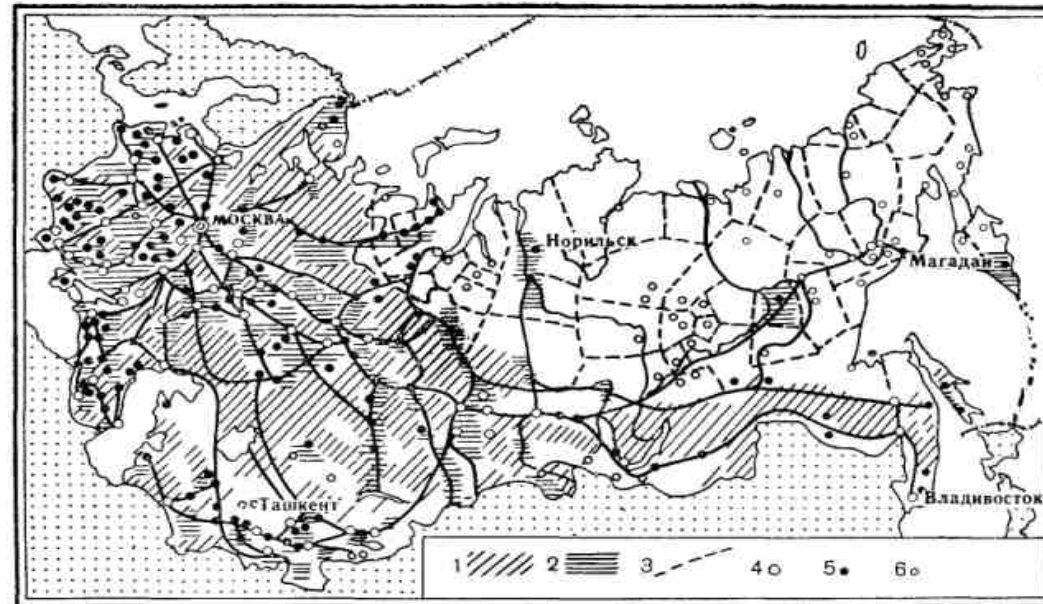 МОСКВА
Норильск
Магадан
Ташкент
Владивосток
1 2 3 4 5 6